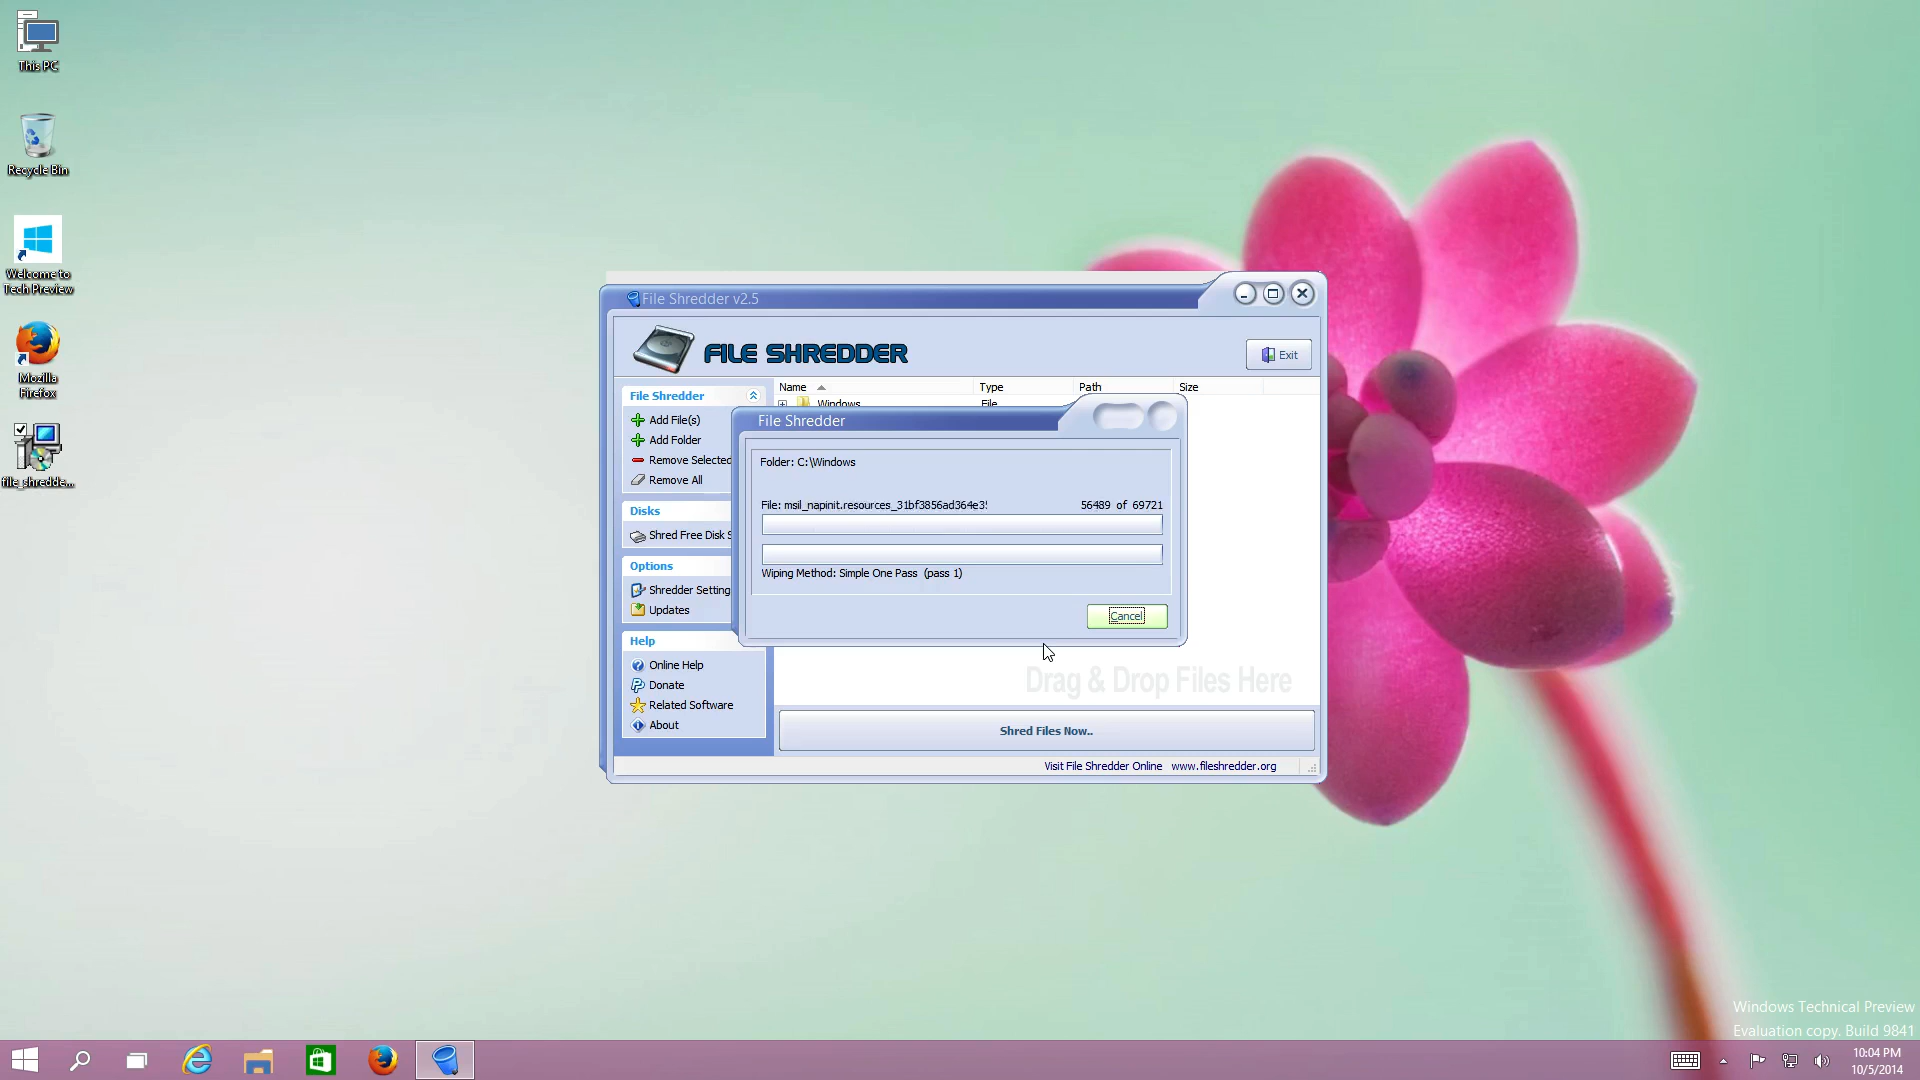 This PC
Recycle Bin
Welcome to
Tech Preview
Mozilla
Firefox
file_shredde...
File Shredder v2.5
FILE SHREDDER
Exit
File Shredder
Add File(s)
Add Folder
Remove Selected
Remove All
Disks
Shred Free Disk S
Options
Shredder Setting
Updates
Help
Online Help
Donate
Related Software
About
Name Type Path Size
Windows File
File Shredder
Folder: C:\Windows
File: msil_napinit.resources_31bf3856ad364e35 56489 of 69721
Wiping Method: Simple One Pass (pass 1)
Cancel
Drag & Drop Files Here
Shred Files Now..
Visit File Shredder Online www.fileshredder.org
Windows Technical Preview
Evaluation copy. Build 9841
10:04 PM
10/5/2014